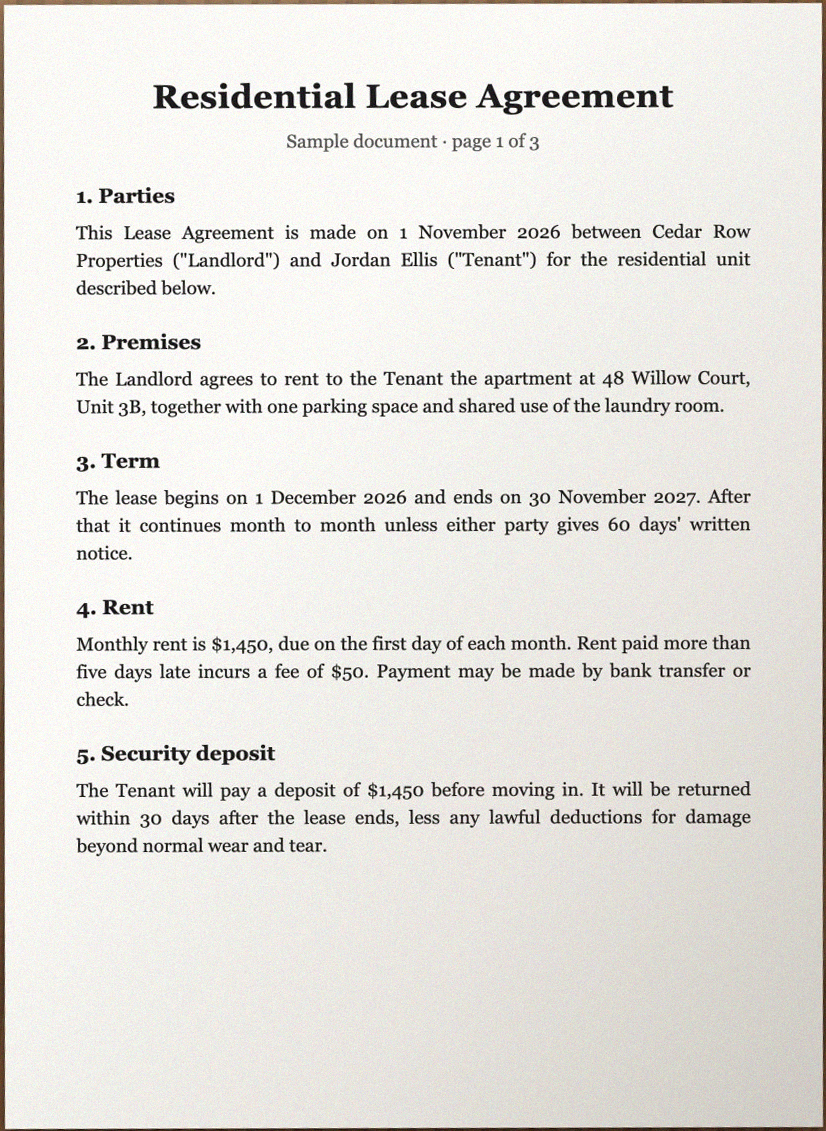 Residential Lease Agreement
Sample document · page 1 of 3
1. Parties
This Lease Agreement is made on 1 November 2026 between Cedar Row
Properties ("Landlord") and Jordan Ellis ("Tenant") for the residential unit
described below.
2. Premises
The Landlord agrees to rent to the Tenant the apartment at 48 Willow Court,
Unit 3B, together with one parking space and shared use of the laundry room.
3. Term
The lease begins on 1 December 2026 and ends on 30 November 2027. After
that it continues month to month unless either party gives 60 days' written
notice.
4. Rent
Monthly rent is $1,450, due on the first day of each month. Rent paid more than
five days late incurs a fee of $50. Payment may be made by bank transfer or
check.
5. Security deposit
The Tenant will pay a deposit of $1,450 before moving in. It will be returned
within 30 days after the lease ends, less any lawful deductions for damage
beyond normal wear and tear.